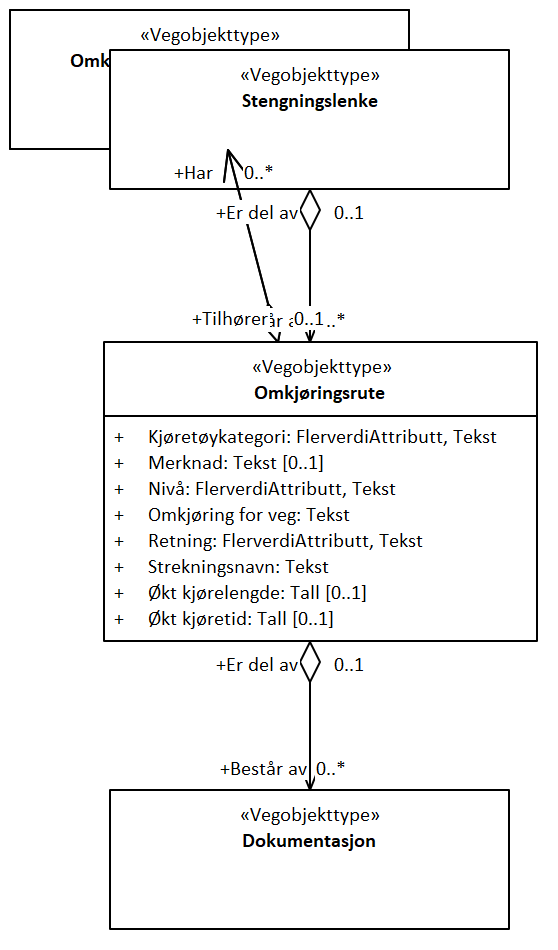 «Vegobjekttype»
Omk
«Vegobjekttype»
Stengningslenke
+Har 0..*
+Er del av 0..1
+Tilhører 0..1 ..*
«Vegobjekttype»
Omkjøringsrute
+ Kjøretøykategori: FlerverdiAttributt, Tekst
+ Merknad: Tekst [0..1]
+ Nivå: FlerverdiAttributt, Tekst
+ Omkjøring for veg: Tekst
+ Retning: FlerverdiAttributt, Tekst
+ Strekningsnavn: Tekst
+ Økt kjørelengde: Tall [0..1]
+ Økt kjøretid: Tall [0..1]
+Er del av 0..1
+Består av 0..*
«Vegobjekttype»
Dokumentasjon